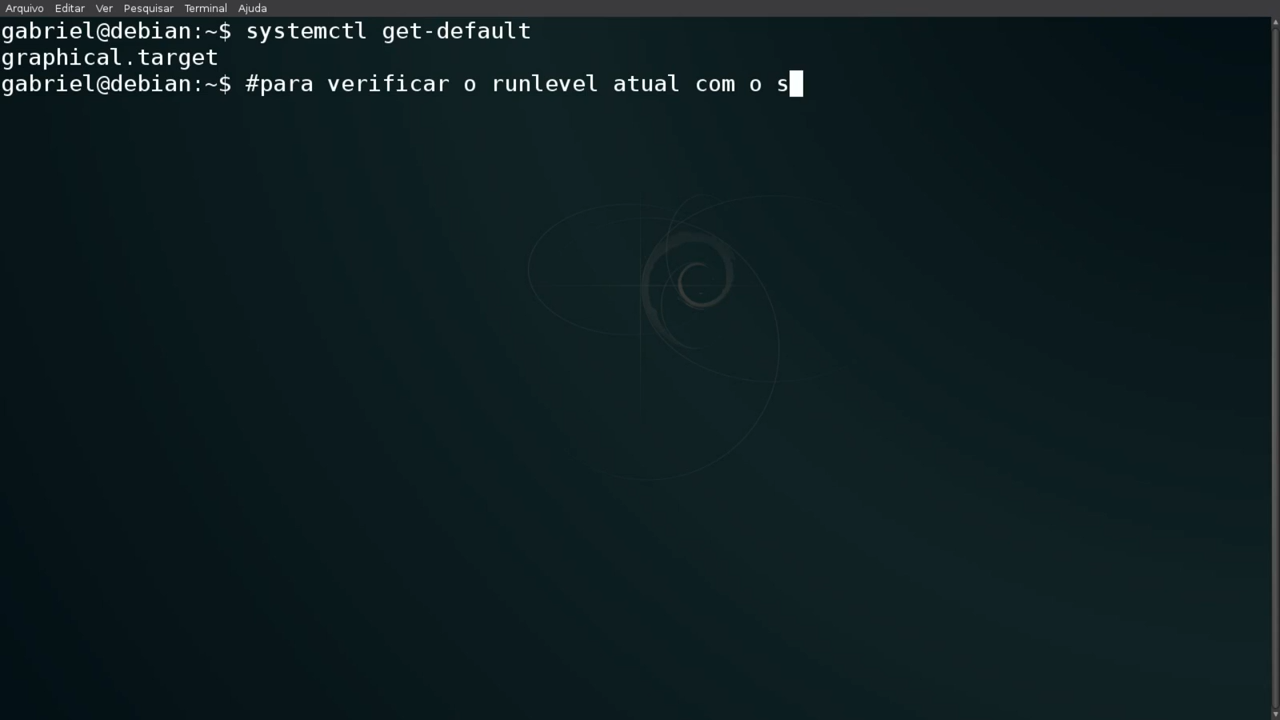 Arquivo Editar Ver Pesquisar Terminal Ajuda
gabriel@debian:~$ systemctl get-default
graphical.target
gabriel@debian:~$ #para verificar o runlevel atual com o s